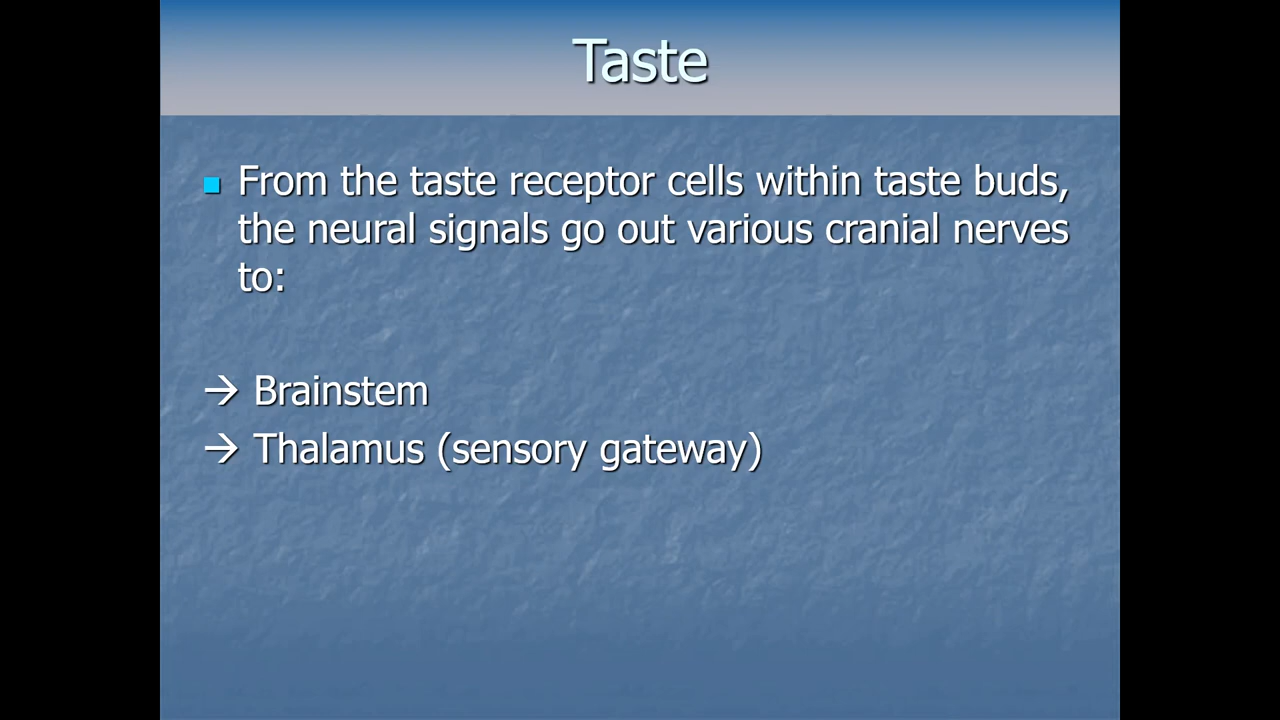 Taste
From the taste receptor cells within taste buds,
the neural signals go out various cranial nerves
to:
→ Brainstem
→ Thalamus (sensory gateway)